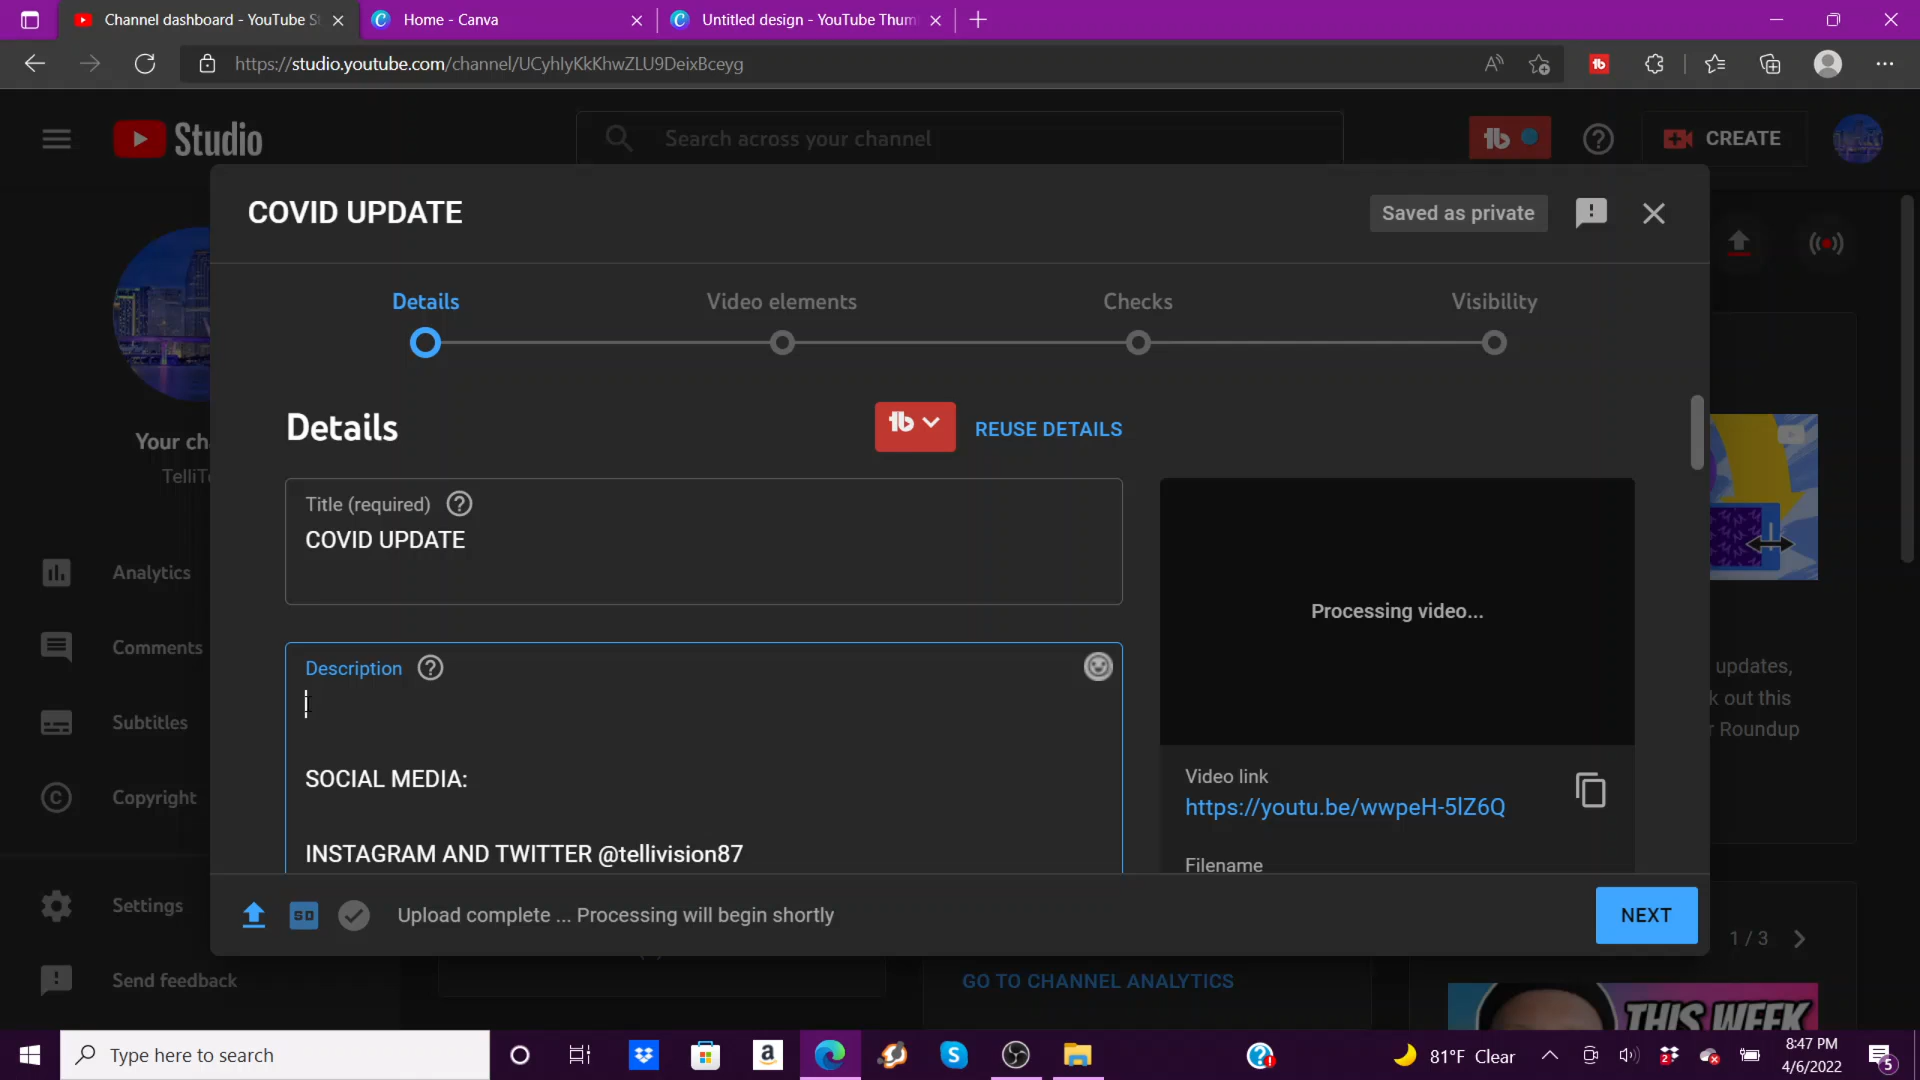 Channel dashboard - YouTube St
Home - Canva
Untitled design - YouTube Thum
https://studio.youtube.com/channel/UCyhlyKkKhwZLU9DeixBceyg
Studio
Search across your channel
CREATE
COVID UPDATE
Saved as private
Details
Video elements
Checks
Visibility
Details
REUSE DETAILS
Your ch
TelliTe
Title (required)
COVID UPDATE
Processing video...
Analytics
Comments
Subtitles
Copyright
Settings
Send feedback
Description
SOCIAL MEDIA:
INSTAGRAM AND TWITTER @tellivision87
Video link
https://youtu.be/wwpeH-5lZ6Q
Filename
updates,
k out this
r Roundup
SD
Upload complete ... Processing will begin shortly
NEXT
1 / 3
GO TO CHANNEL ANALYTICS
THIS WEEK
Type here to search
81°F Clear
8:47 PM
4/6/2022
5